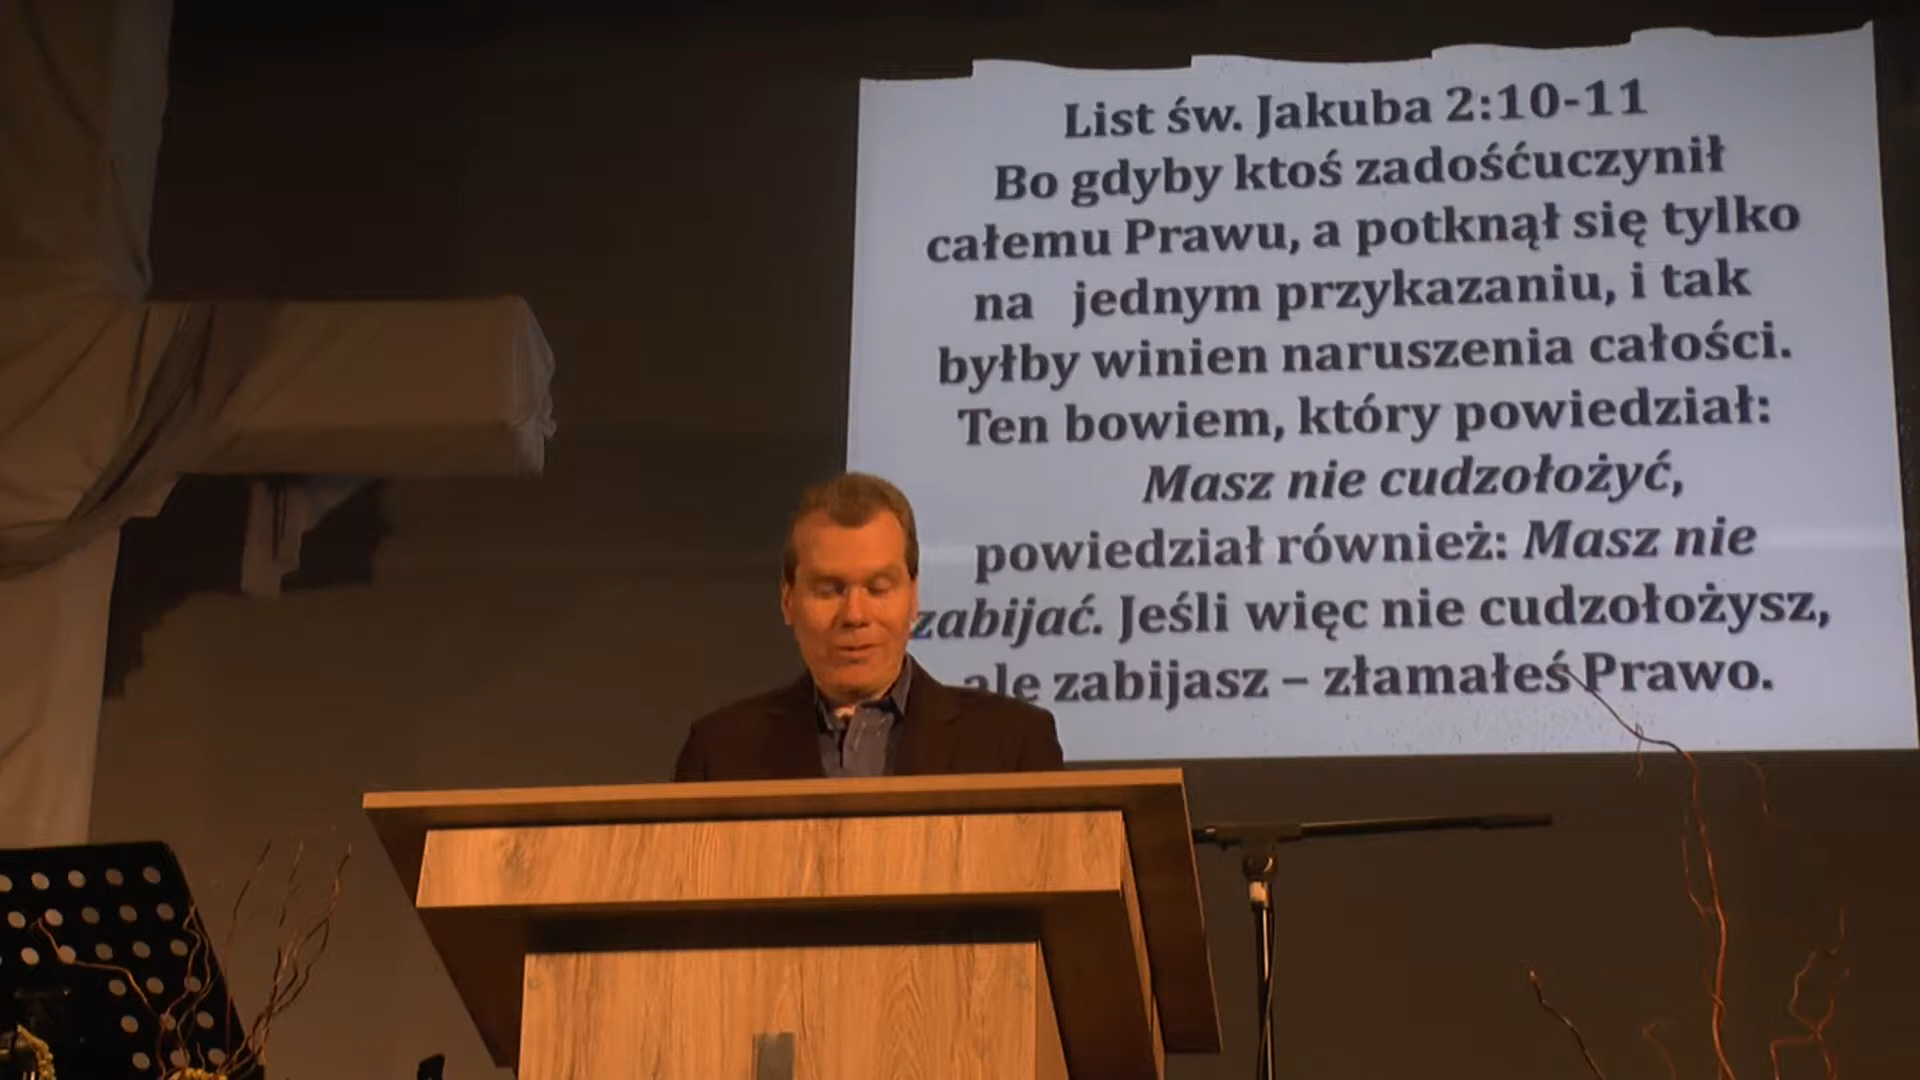 List św. Jakuba 2:10-11
Bo gdyby ktoś zadośćuczynił
całemu Prawu, a potknął się tylko
na jednym przykazaniu, i tak
byłby winien naruszenia całości.
Ten bowiem, który powiedział:
Masz nie cudzołożyć,
powiedział również: Masz nie
zabijać. Jeśli więc nie cudzołożysz,
ale zabijasz – złamałeś Prawo.